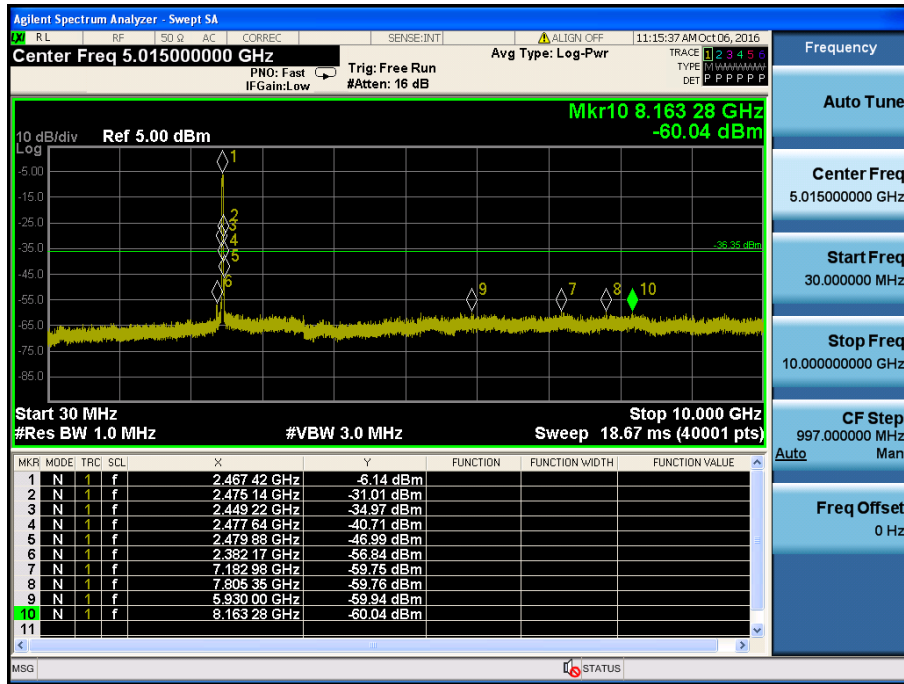 Agilent Spectrum Analyzer - Swept SA
LXI RL RF 50 Ω AC CORREC SENSE:INT ALIGN OFF 11:15:37 AM Oct 06, 2016
Center Freq 5.015000000 GHz
PNO: Fast
IFGain:Low
Trig: Free Run
#Atten: 16 dB
Avg Type: Log-Pwr
TRACE 1 2 3 4 5 6
TYPE MWWWWW
DET P P P P P P
Mkr10 8.163 28 GHz
-60.04 dBm
10 dB/div Ref 5.00 dBm
Log
-5.00
-15.0
-25.0
-35.0
-45.0
-55.0
-65.0
-75.0
-85.0
1
2
3
4
5
6
9
7
8
10
-36.35 dBm
Start 30 MHz Stop 10.000 GHz
#Res BW 1.0 MHz #VBW 3.0 MHz Sweep 18.67 ms (40001 pts)
MKR MODE TRC SCL X Y FUNCTION FUNCTION WIDTH FUNCTION VALUE
1 N 1 f 2.467 42 GHz -6.14 dBm
2 N 1 f 2.475 14 GHz -31.01 dBm
3 N 1 f 2.449 22 GHz -34.97 dBm
4 N 1 f 2.477 64 GHz -40.71 dBm
5 N 1 f 2.479 88 GHz -46.99 dBm
6 N 1 f 2.382 17 GHz -56.84 dBm
7 N 1 f 7.182 98 GHz -59.75 dBm
8 N 1 f 7.805 35 GHz -59.76 dBm
9 N 1 f 5.930 00 GHz -59.94 dBm
10 N 1 f 8.163 28 GHz -60.04 dBm
11
MSG STATUS
Frequency
Auto Tune
Center Freq
5.015000000 GHz
Start Freq
30.000000 MHz
Stop Freq
10.000000000 GHz
CF Step
997.000000 MHz
Auto Man
Freq Offset
0 Hz